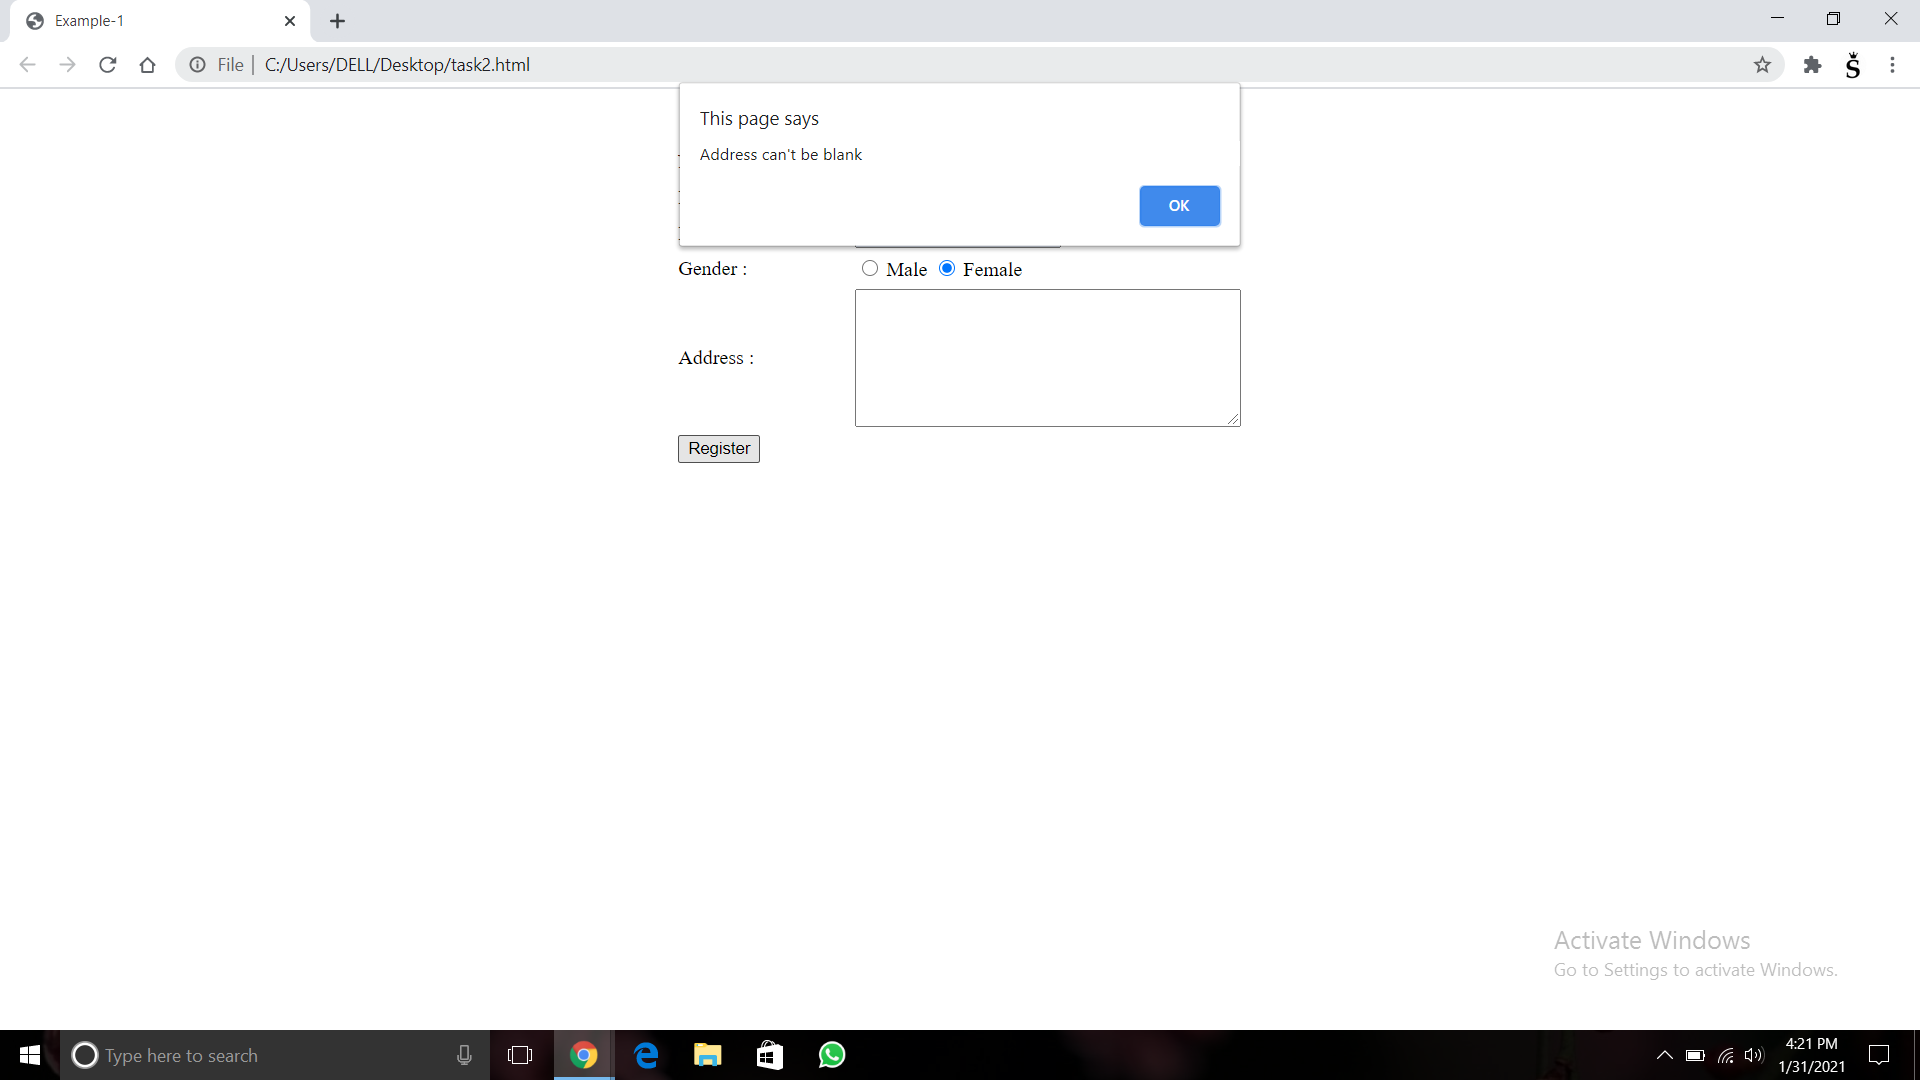 Example-1
File
C:/Users/DELL/Desktop/task2.html
This page says
Address can't be blank
OK
Gender :
Male
Female
Address :
Register
Activate Windows
Go to Settings to activate Windows.
Type here to search
4:21 PM
1/31/2021